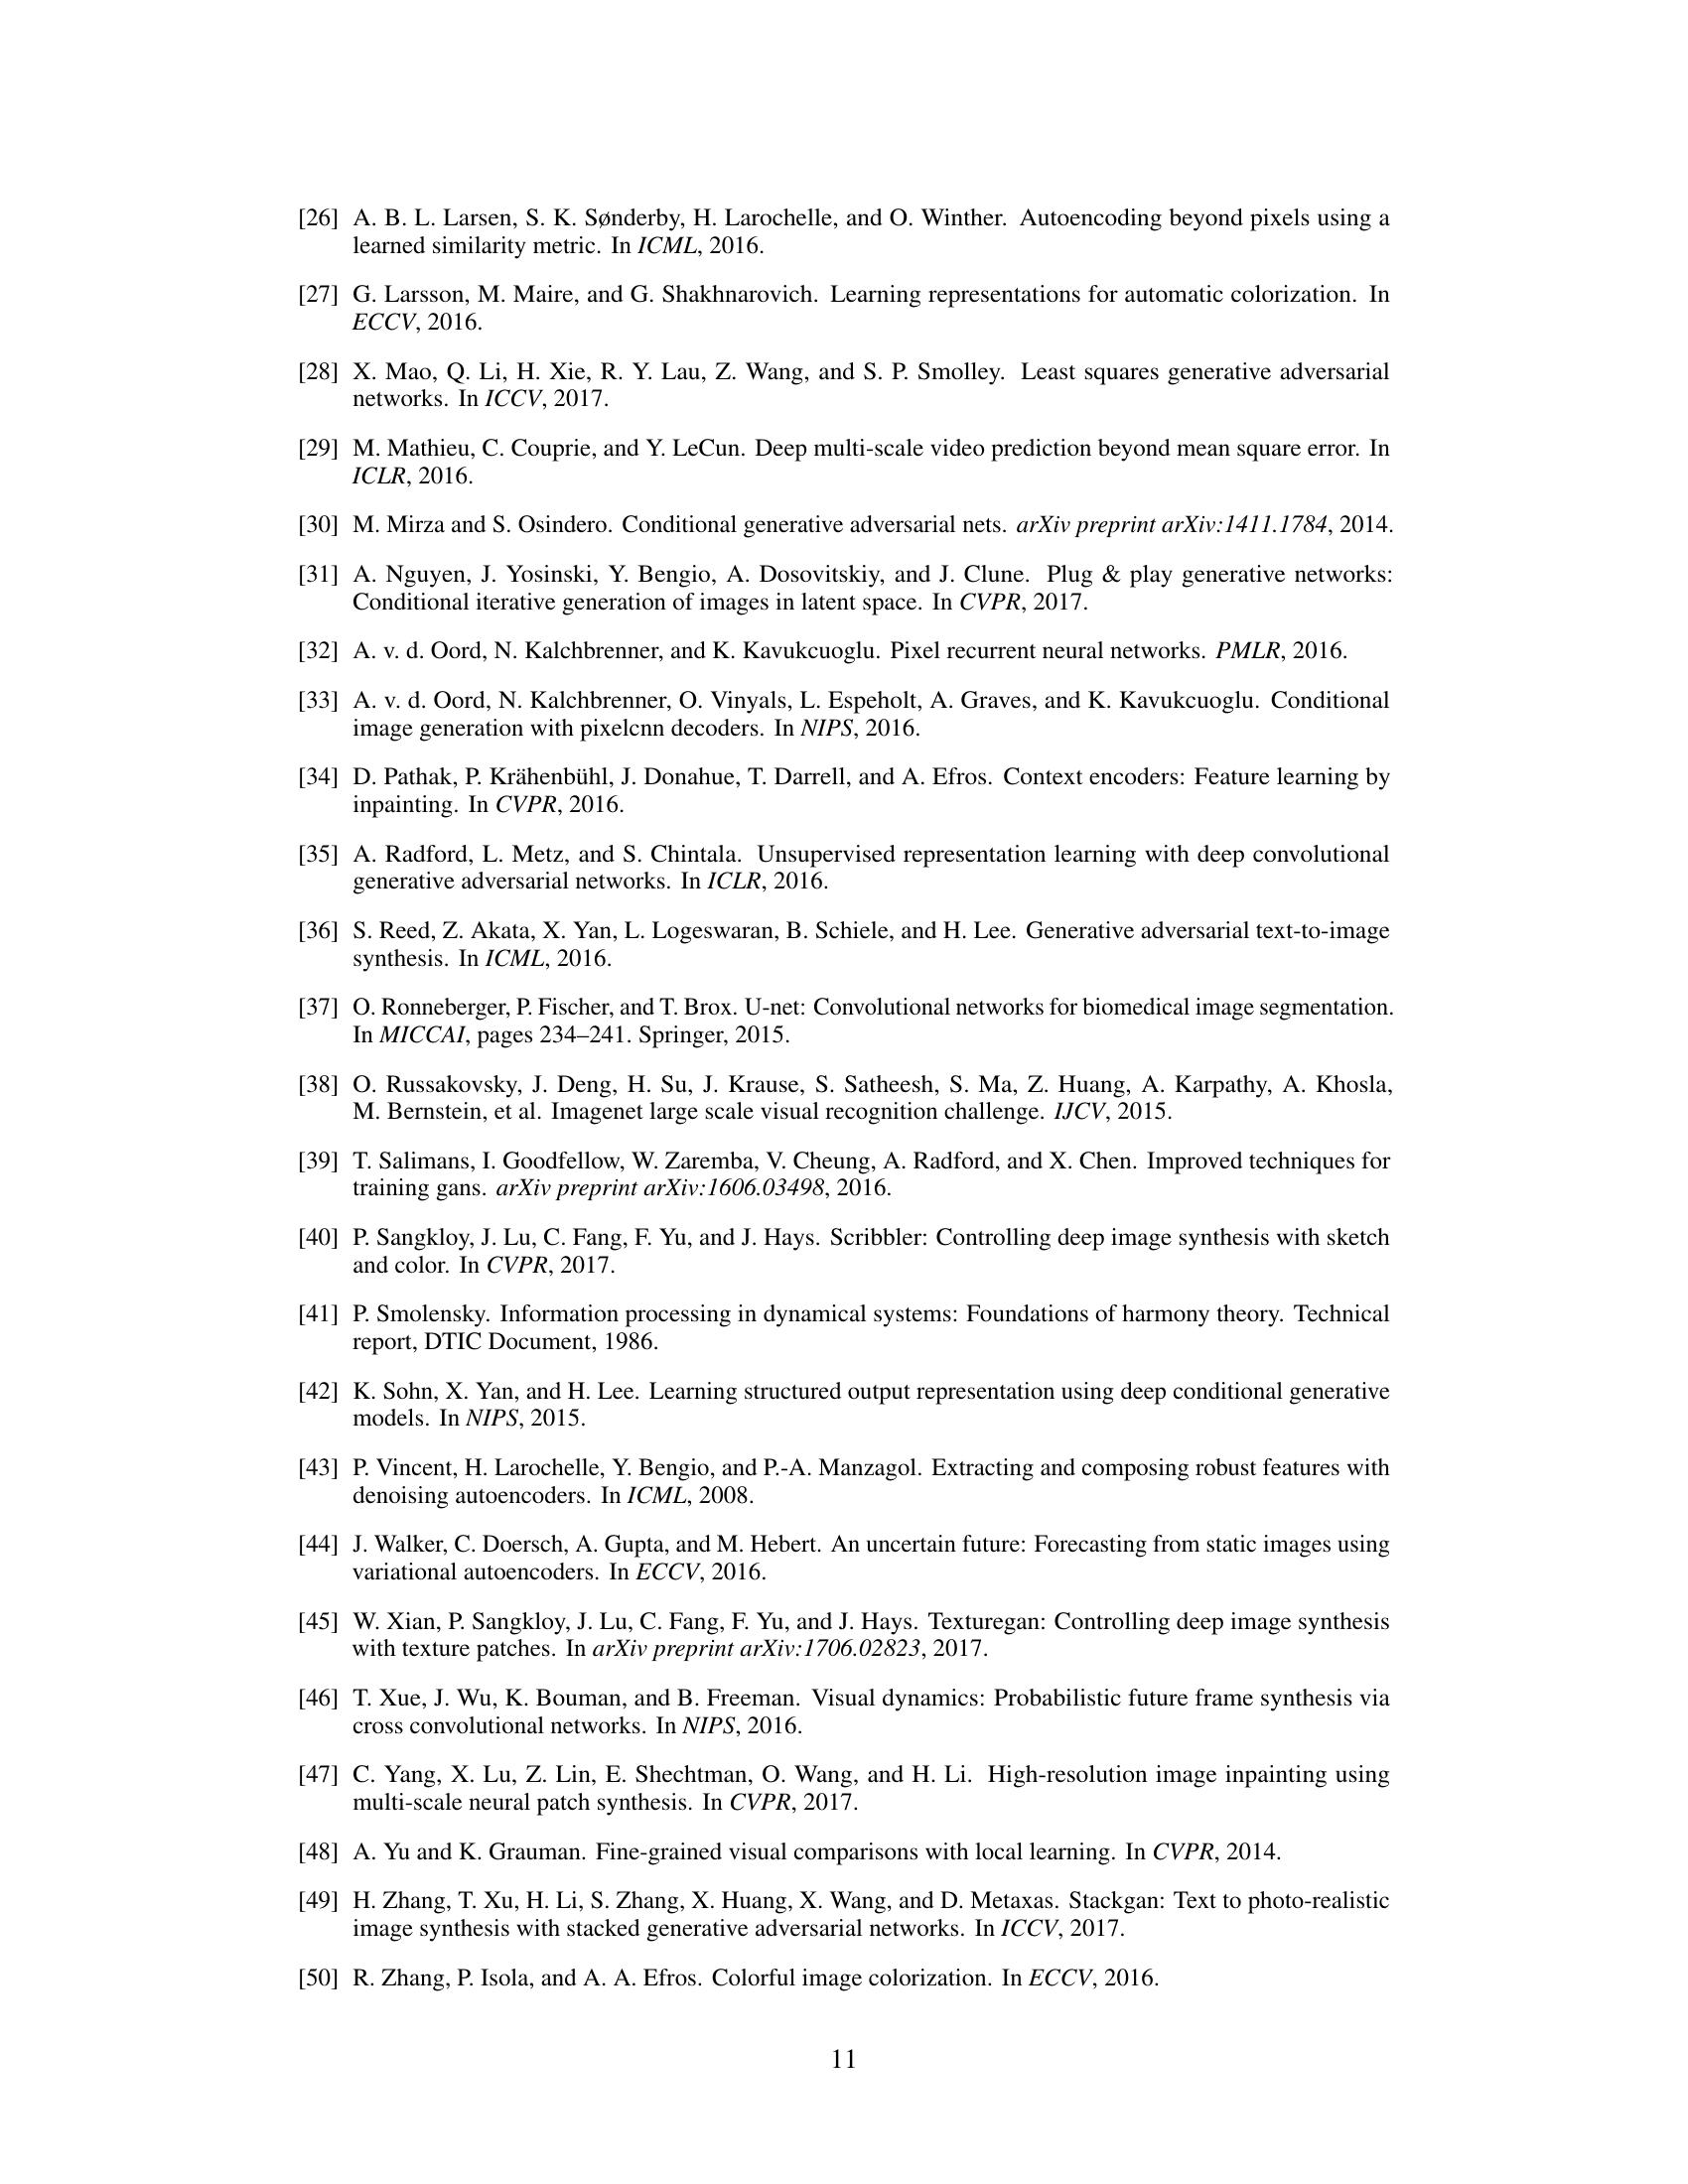 [26] A. B. L. Larsen, S. K. Sønderby, H. Larochelle, and O. Winther. Autoencoding beyond pixels using a
learned similarity metric. In ICML, 2016.
[27] G. Larsson, M. Maire, and G. Shakhnarovich. Learning representations for automatic colorization. In
ECCV, 2016.
[28] X. Mao, Q. Li, H. Xie, R. Y. Lau, Z. Wang, and S. P. Smolley. Least squares generative adversarial
networks. In ICCV, 2017.
[29] M. Mathieu, C. Couprie, and Y. LeCun. Deep multi-scale video prediction beyond mean square error. In
ICLR, 2016.
[30] M. Mirza and S. Osindero. Conditional generative adversarial nets. arXiv preprint arXiv:1411.1784, 2014.
[31] A. Nguyen, J. Yosinski, Y. Bengio, A. Dosovitskiy, and J. Clune. Plug & play generative networks:
Conditional iterative generation of images in latent space. In CVPR, 2017.
[32] A. v. d. Oord, N. Kalchbrenner, and K. Kavukcuoglu. Pixel recurrent neural networks. PMLR, 2016.
[33] A. v. d. Oord, N. Kalchbrenner, O. Vinyals, L. Espeholt, A. Graves, and K. Kavukcuoglu. Conditional
image generation with pixelcnn decoders. In NIPS, 2016.
[34] D. Pathak, P. Krähenbühl, J. Donahue, T. Darrell, and A. Efros. Context encoders: Feature learning by
inpainting. In CVPR, 2016.
[35] A. Radford, L. Metz, and S. Chintala. Unsupervised representation learning with deep convolutional
generative adversarial networks. In ICLR, 2016.
[36] S. Reed, Z. Akata, X. Yan, L. Logeswaran, B. Schiele, and H. Lee. Generative adversarial text-to-image
synthesis. In ICML, 2016.
[37] O. Ronneberger, P. Fischer, and T. Brox. U-net: Convolutional networks for biomedical image segmentation.
In MICCAI, pages 234–241. Springer, 2015.
[38] O. Russakovsky, J. Deng, H. Su, J. Krause, S. Satheesh, S. Ma, Z. Huang, A. Karpathy, A. Khosla,
M. Bernstein, et al. Imagenet large scale visual recognition challenge. IJCV, 2015.
[39] T. Salimans, I. Goodfellow, W. Zaremba, V. Cheung, A. Radford, and X. Chen. Improved techniques for
training gans. arXiv preprint arXiv:1606.03498, 2016.
[40] P. Sangkloy, J. Lu, C. Fang, F. Yu, and J. Hays. Scribbler: Controlling deep image synthesis with sketch
and color. In CVPR, 2017.
[41] P. Smolensky. Information processing in dynamical systems: Foundations of harmony theory. Technical
report, DTIC Document, 1986.
[42] K. Sohn, X. Yan, and H. Lee. Learning structured output representation using deep conditional generative
models. In NIPS, 2015.
[43] P. Vincent, H. Larochelle, Y. Bengio, and P.-A. Manzagol. Extracting and composing robust features with
denoising autoencoders. In ICML, 2008.
[44] J. Walker, C. Doersch, A. Gupta, and M. Hebert. An uncertain future: Forecasting from static images using
variational autoencoders. In ECCV, 2016.
[45] W. Xian, P. Sangkloy, J. Lu, C. Fang, F. Yu, and J. Hays. Texturegan: Controlling deep image synthesis
with texture patches. In arXiv preprint arXiv:1706.02823, 2017.
[46] T. Xue, J. Wu, K. Bouman, and B. Freeman. Visual dynamics: Probabilistic future frame synthesis via
cross convolutional networks. In NIPS, 2016.
[47] C. Yang, X. Lu, Z. Lin, E. Shechtman, O. Wang, and H. Li. High-resolution image inpainting using
multi-scale neural patch synthesis. In CVPR, 2017.
[48] A. Yu and K. Grauman. Fine-grained visual comparisons with local learning. In CVPR, 2014.
[49] H. Zhang, T. Xu, H. Li, S. Zhang, X. Huang, X. Wang, and D. Metaxas. Stackgan: Text to photo-realistic
image synthesis with stacked generative adversarial networks. In ICCV, 2017.
[50] R. Zhang, P. Isola, and A. A. Efros. Colorful image colorization. In ECCV, 2016.
11